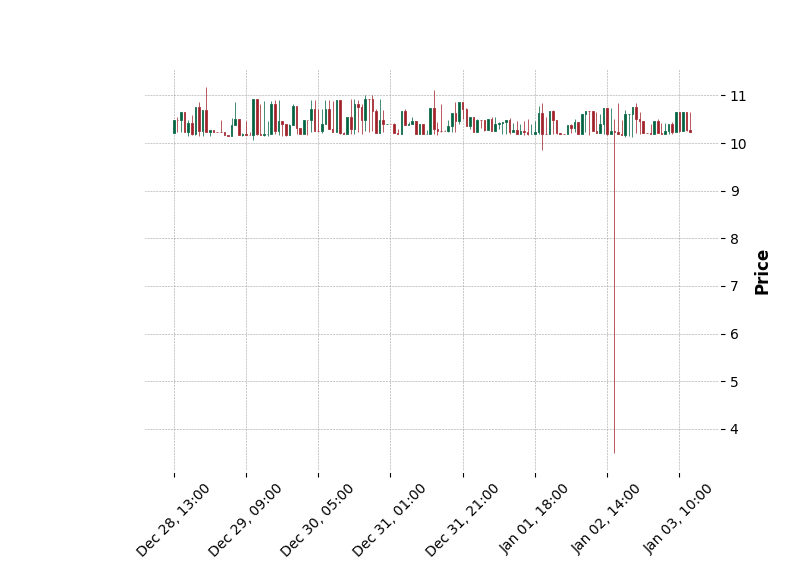 11
10
9
8
7
6
5
4
Price
Dec 28, 13:00
Dec 29, 09:00
Dec 30, 05:00
Dec 31, 01:00
Dec 31, 21:00
Jan 01, 18:00
Jan 02, 14:00
Jan 03, 10:00